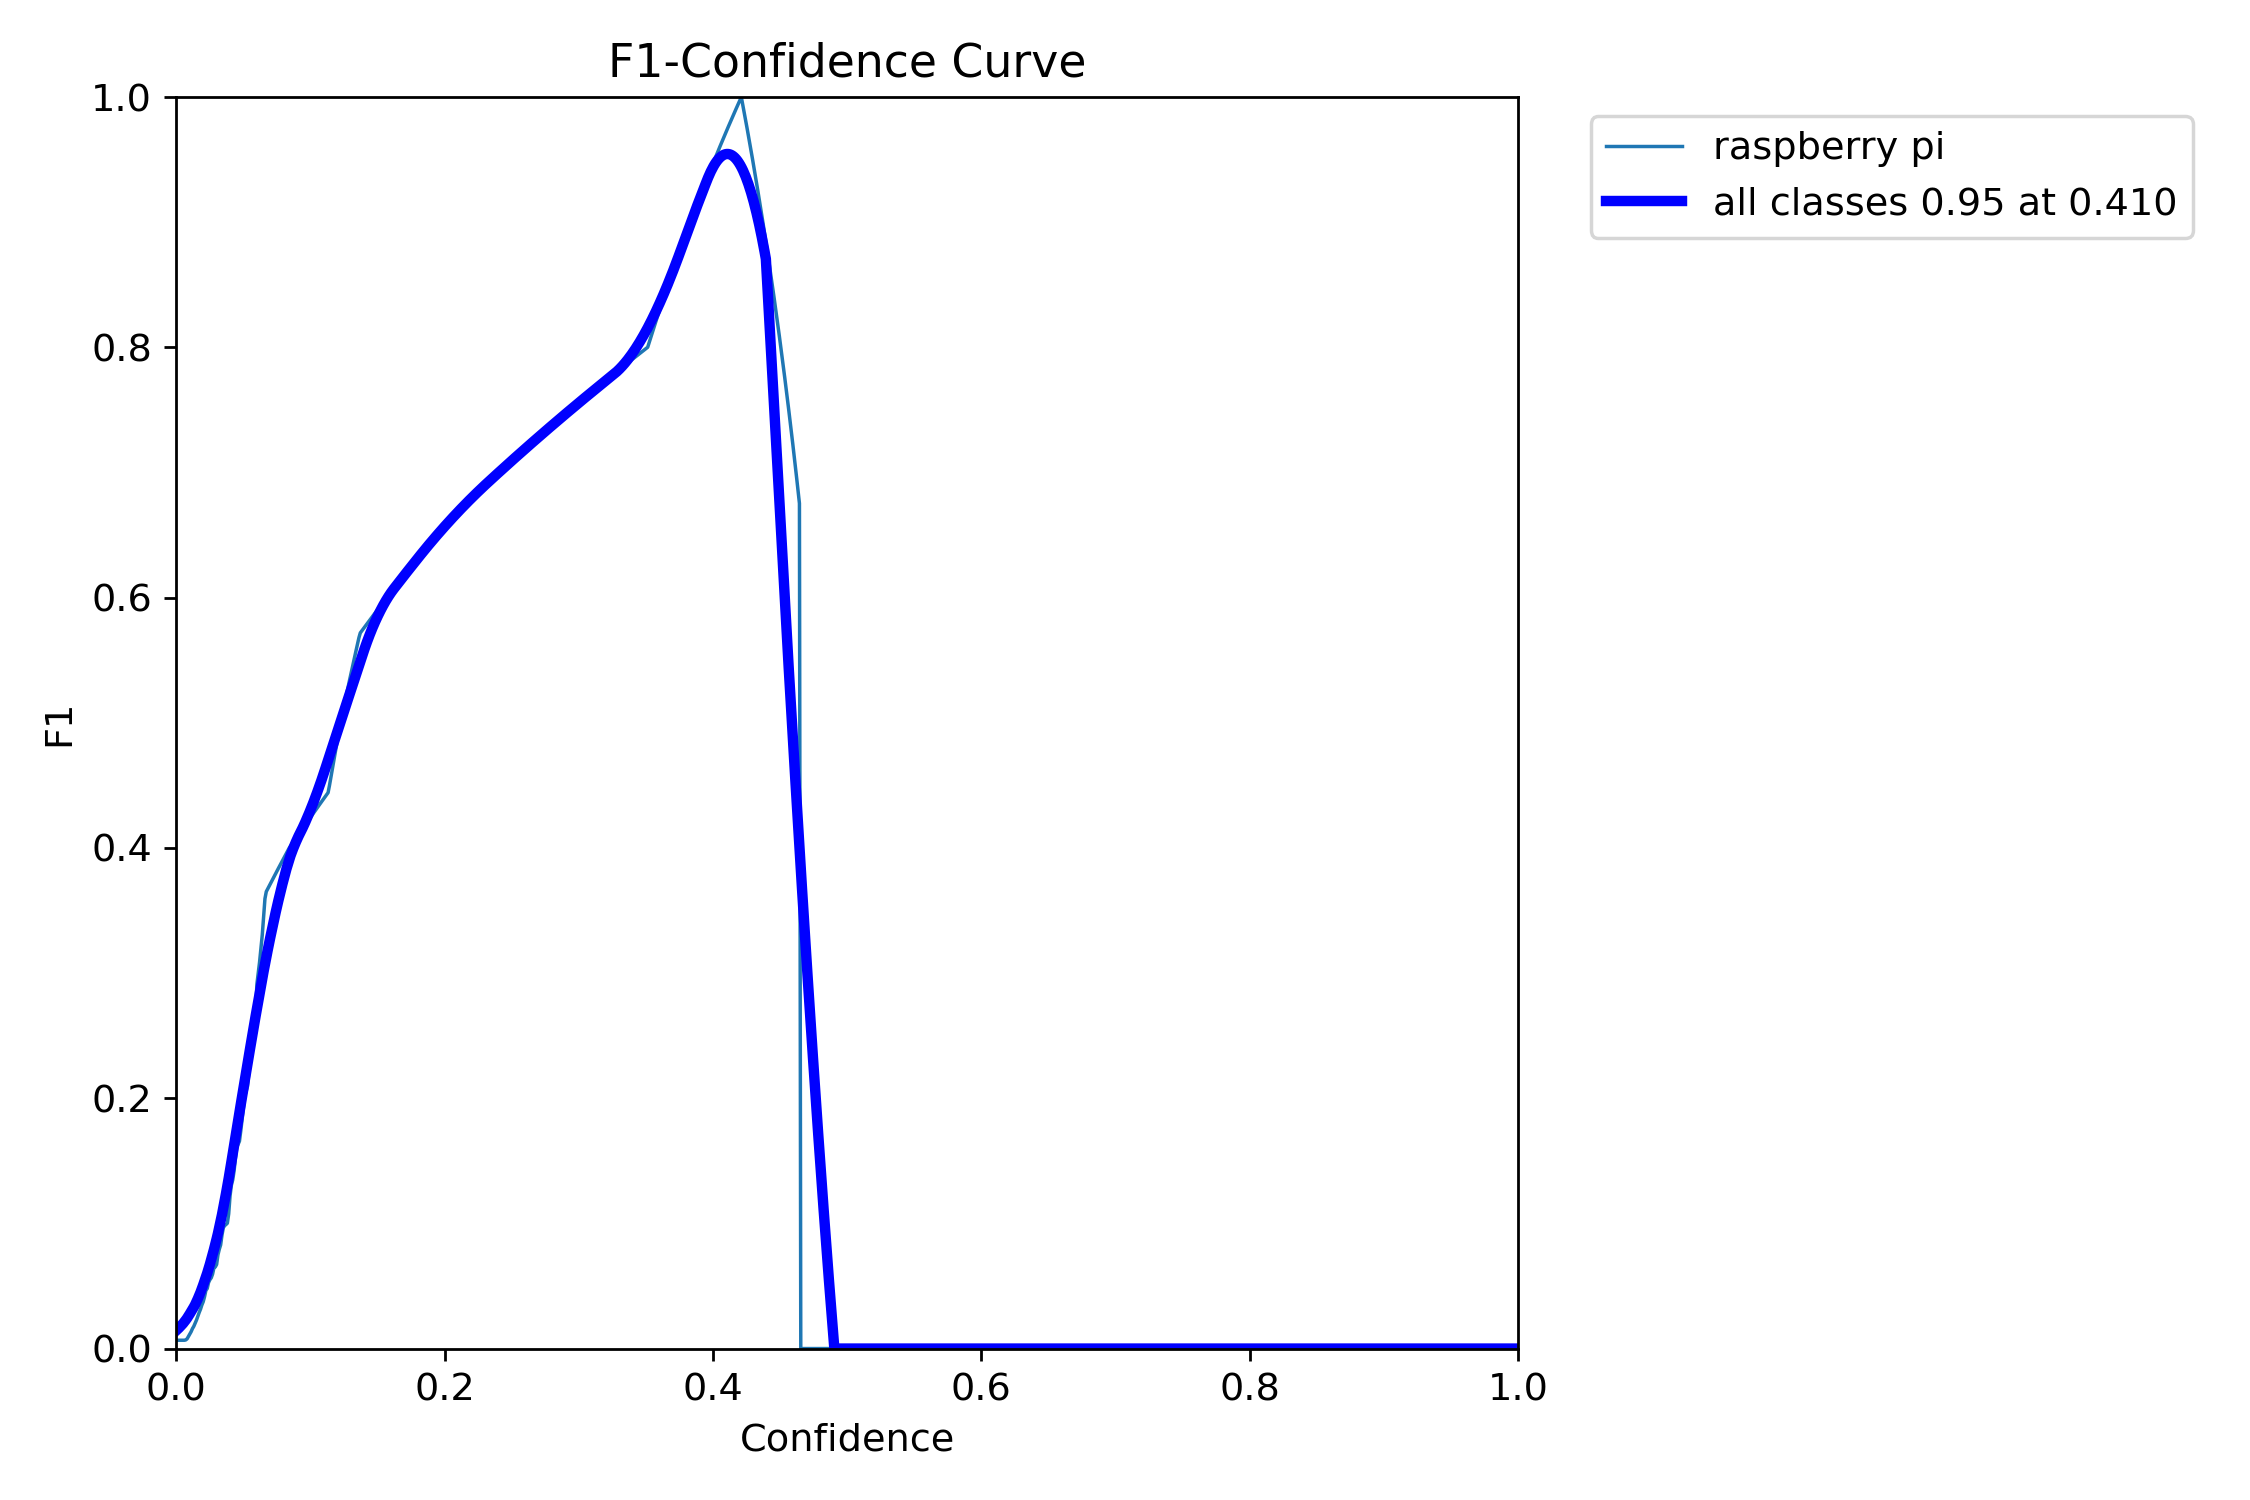 F1-Confidence Curve
1.0
0.8
0.6
0.4
0.2
0.0
F1
0.0 0.2 0.4 0.6 0.8 1.0
Confidence
raspberry pi
all classes 0.95 at 0.410